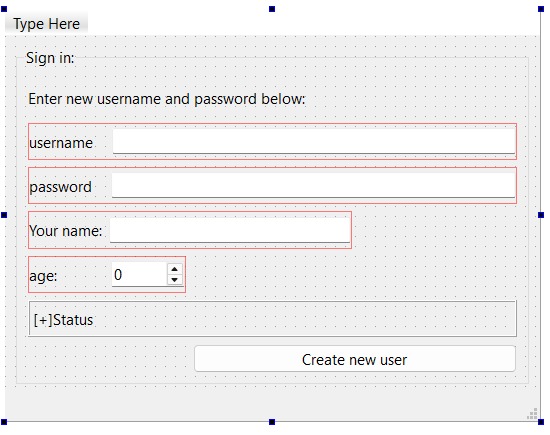 Type Here
Sign in:
Enter new username and password below:
username
password
Your name:
age: 0
[+]Status
Create new user